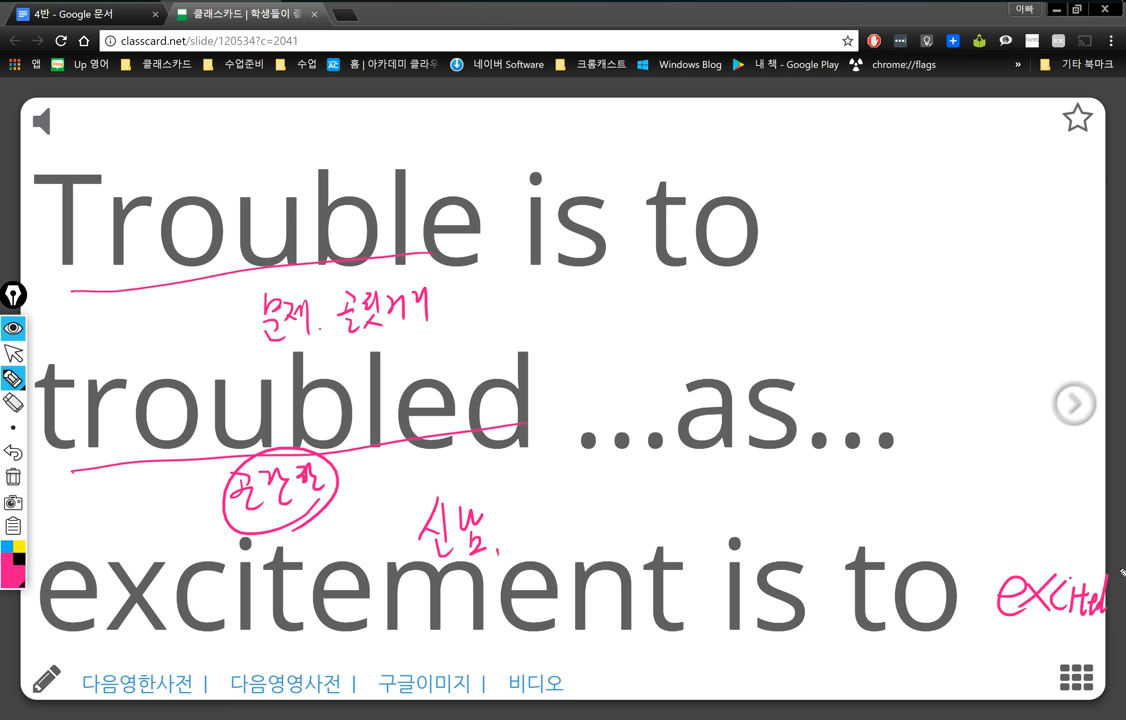 4반 - Google 문서
클래스카드 | 학생들이 좋
아빠
classcard.net/slide/120534?c=2041
앱 Up 영어 클래스카드 수업준비 수업 홈 | 아카데미 클라우 네이버 Software 크롬캐스트 Windows Blog 내 책 - Google Play chrome://flags » 기타 북마크
Trouble is to
문제. 골칫거리
troubled ...as...
곤란한
신남.
excitement is to excited
다음영한사전 | 다음영영사전 | 구글이미지 | 비디오